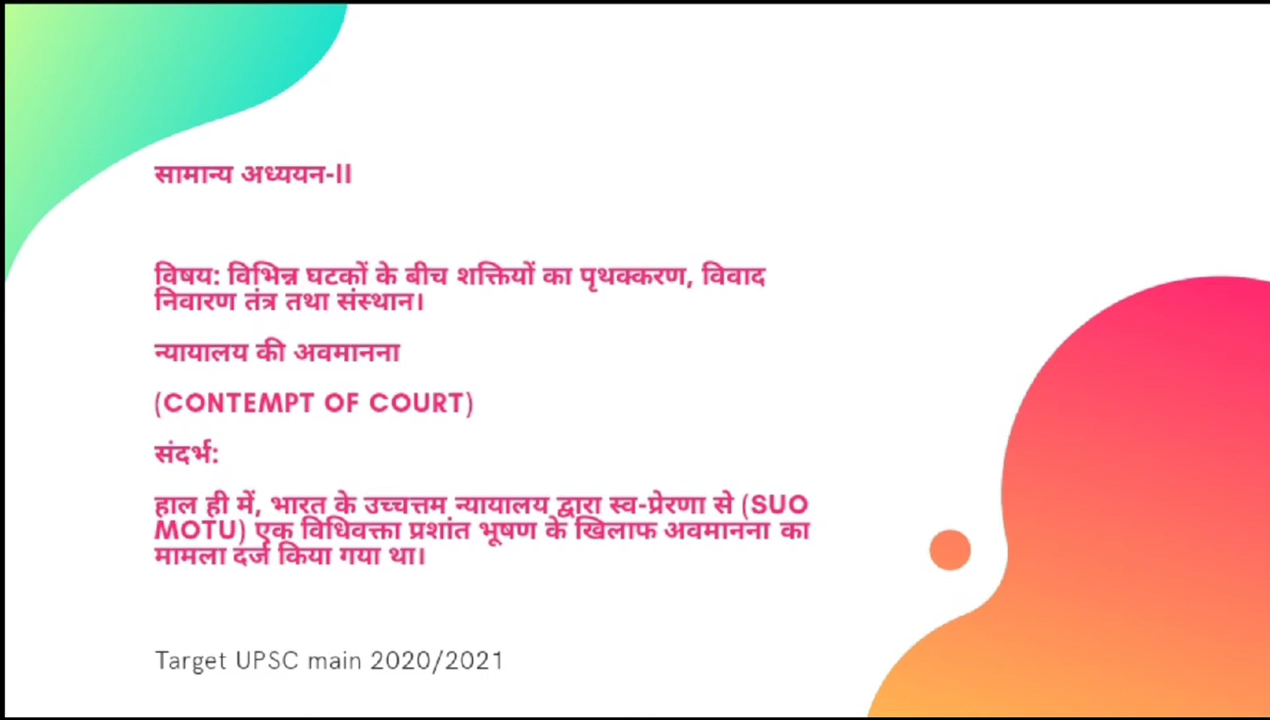 सामान्य अध्ययन-II
विषय: विभिन्न घटकों के बीच शक्तियों का पृथक्करण, विवाद
निवारण तंत्र तथा संस्थान।
न्यायालय की अवमानना
(CONTEMPT OF COURT)
संदर्भ:
हाल ही में, भारत के उच्चत्तम न्यायालय द्वारा स्व-प्रेरणा से (SUO
MOTU) एक विधिवक्ता प्रशांत भूषण के खिलाफ अवमानना का
मामला दर्ज किया गया था।
Target UPSC main 2020/2021